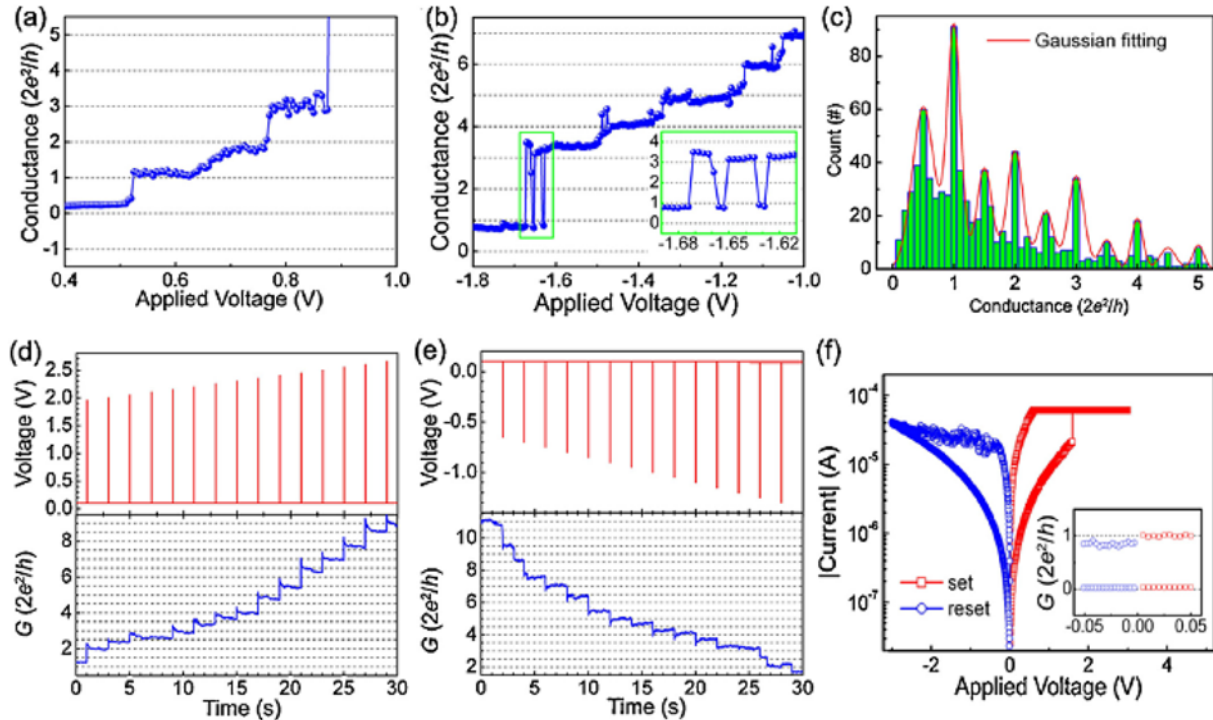 (a)
Conductance (2e²/h)
5
4
3
2
1
0
-1
0.4 0.6 0.8 1.0
Applied Voltage (V)
(b)
Conductance (2e²/h)
8
6
4
2
0
4
3
2
1
0
-1.68 -1.65 -1.62
-1.8 -1.6 -1.4 -1.2 -1.0
Applied Voltage (V)
(c)
Count (#)
Gaussian fitting
90
60
30
0
0 1 2 3 4 5
Conductance (2e²/h)
(d)
Voltage (V)
2.5
2.0
1.5
1.0
0.5
0.0
G (2e²/h)
8
6
4
2
0 5 10 15 20 25 30
Time (s)
(e)
Voltage (V)
0.0
-0.5
-1.0
G (2e²/h)
10
8
6
4
2
0 5 10 15 20 25 30
Time (s)
(f)
|Current| (A)
10⁻⁴
10⁻⁵
10⁻⁶
10⁻⁷
set
reset
G (2e²/h)
1
0
-0.05 0.00 0.05
-2 0 2 4
Applied Voltage (V)